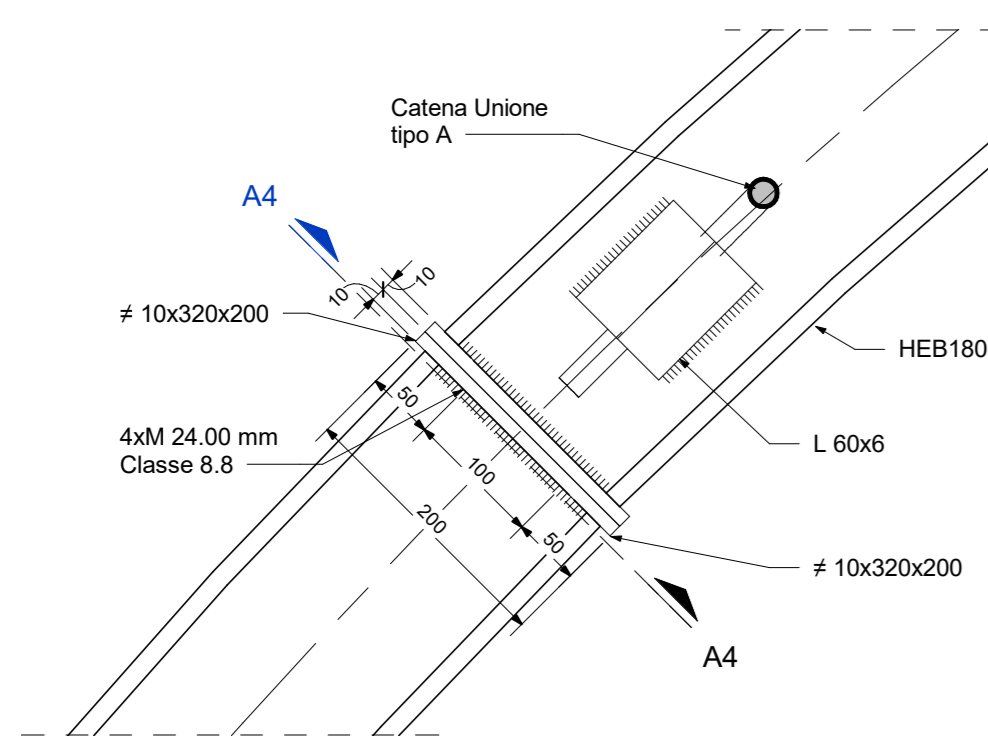 Catena Unione
tipo A
A4
10
10
≠ 10x320x200
HEB180
50
4xM 24.00 mm
Classe 8.8
L 60x6
100
200
50
≠ 10x320x200
A4